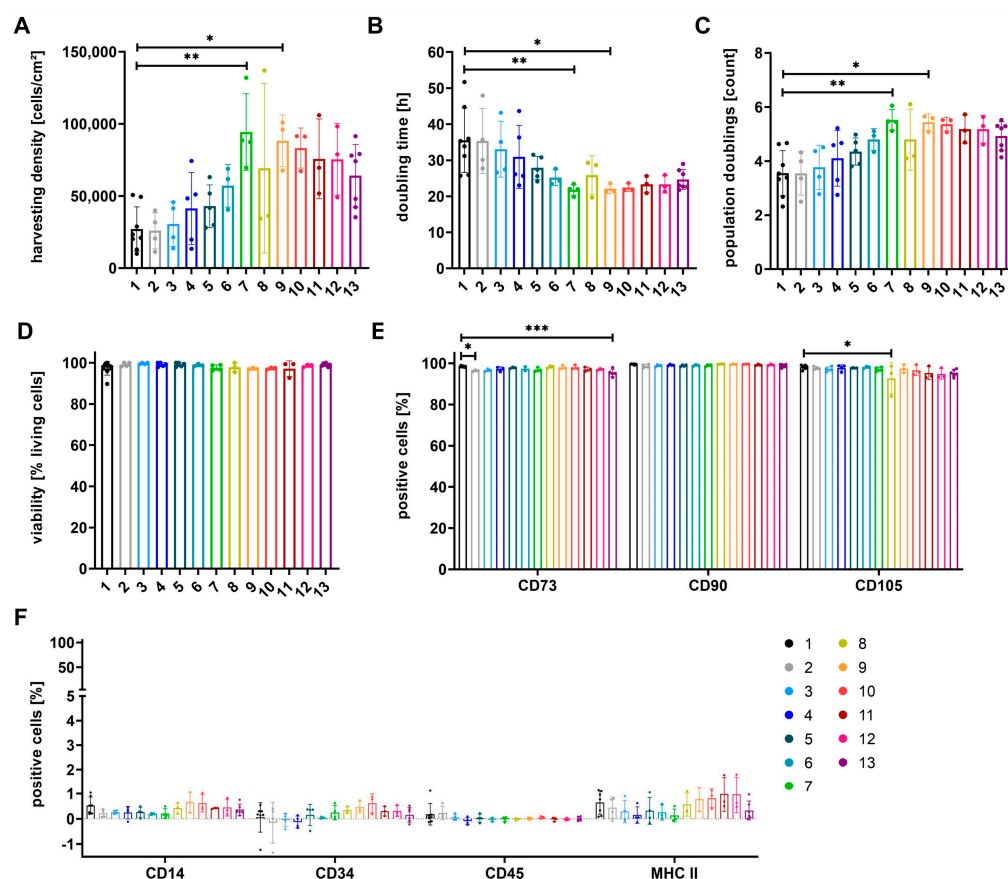 A
harvesting density [cells/cm²]
150,000
100,000
50,000
0
**
*
1 2 3 4 5 6 7 8 9 10 11 12 13
B
doubling time [h]
60
50
40
30
20
10
0
**
*
1 2 3 4 5 6 7 8 9 10 11 12 13
C
population doublings [count]
8
6
4
2
0
**
*
1 2 3 4 5 6 7 8 9 10 11 12 13
D
viability [% living cells]
100
80
60
40
20
0
1 2 3 4 5 6 7 8 9 10 11 12 13
E
positive cells [%]
100
80
60
40
20
0
***
*
*
CD73 CD90 CD105
F
positive cells [%]
100
50
5
4
3
2
1
0
-1
CD14 CD34 CD45 MHC II
1 8
2 9
3 10
4 11
5 12
6 13
7